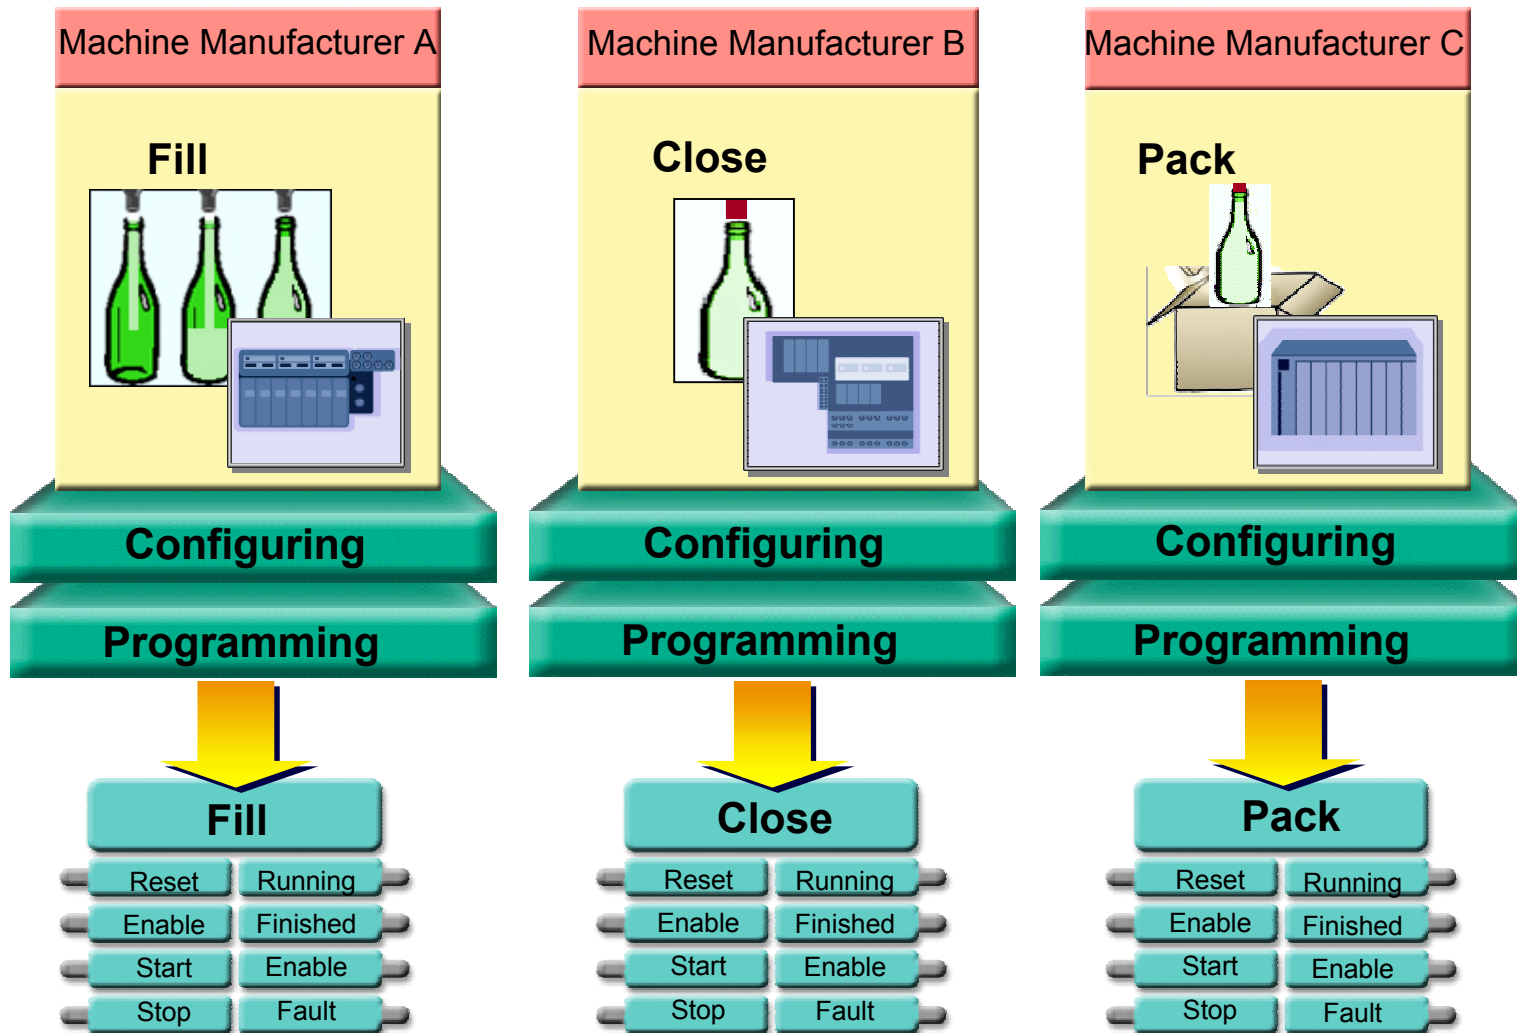 Machine Manufacturer A
Machine Manufacturer B
Machine Manufacturer C
Fill
Close
Pack
Configuring
Configuring
Configuring
Programming
Programming
Programming
Fill
Close
Pack
Reset Running
Enable Finished
Start Enable
Stop Fault
Reset Running
Enable Finished
Start Enable
Stop Fault
Reset Running
Enable Finished
Start Enable
Stop Fault